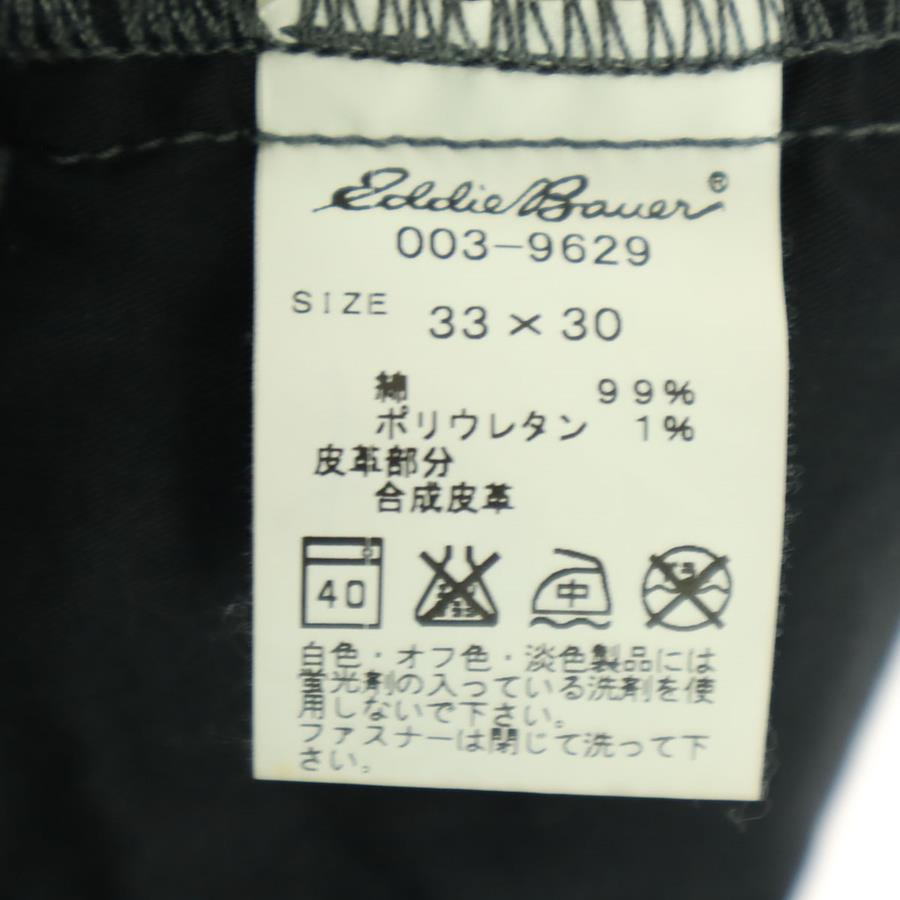 Eddie Bauer®
003-9629
SIZE 33×30
綿 99%
ポリウレタン 1%
皮革部分
合成皮革
40 中
白色・オフ色・淡色製品には
蛍光剤の入っている洗剤を使
用しないで下さい。
ファスナーは閉じて洗って下
さい。